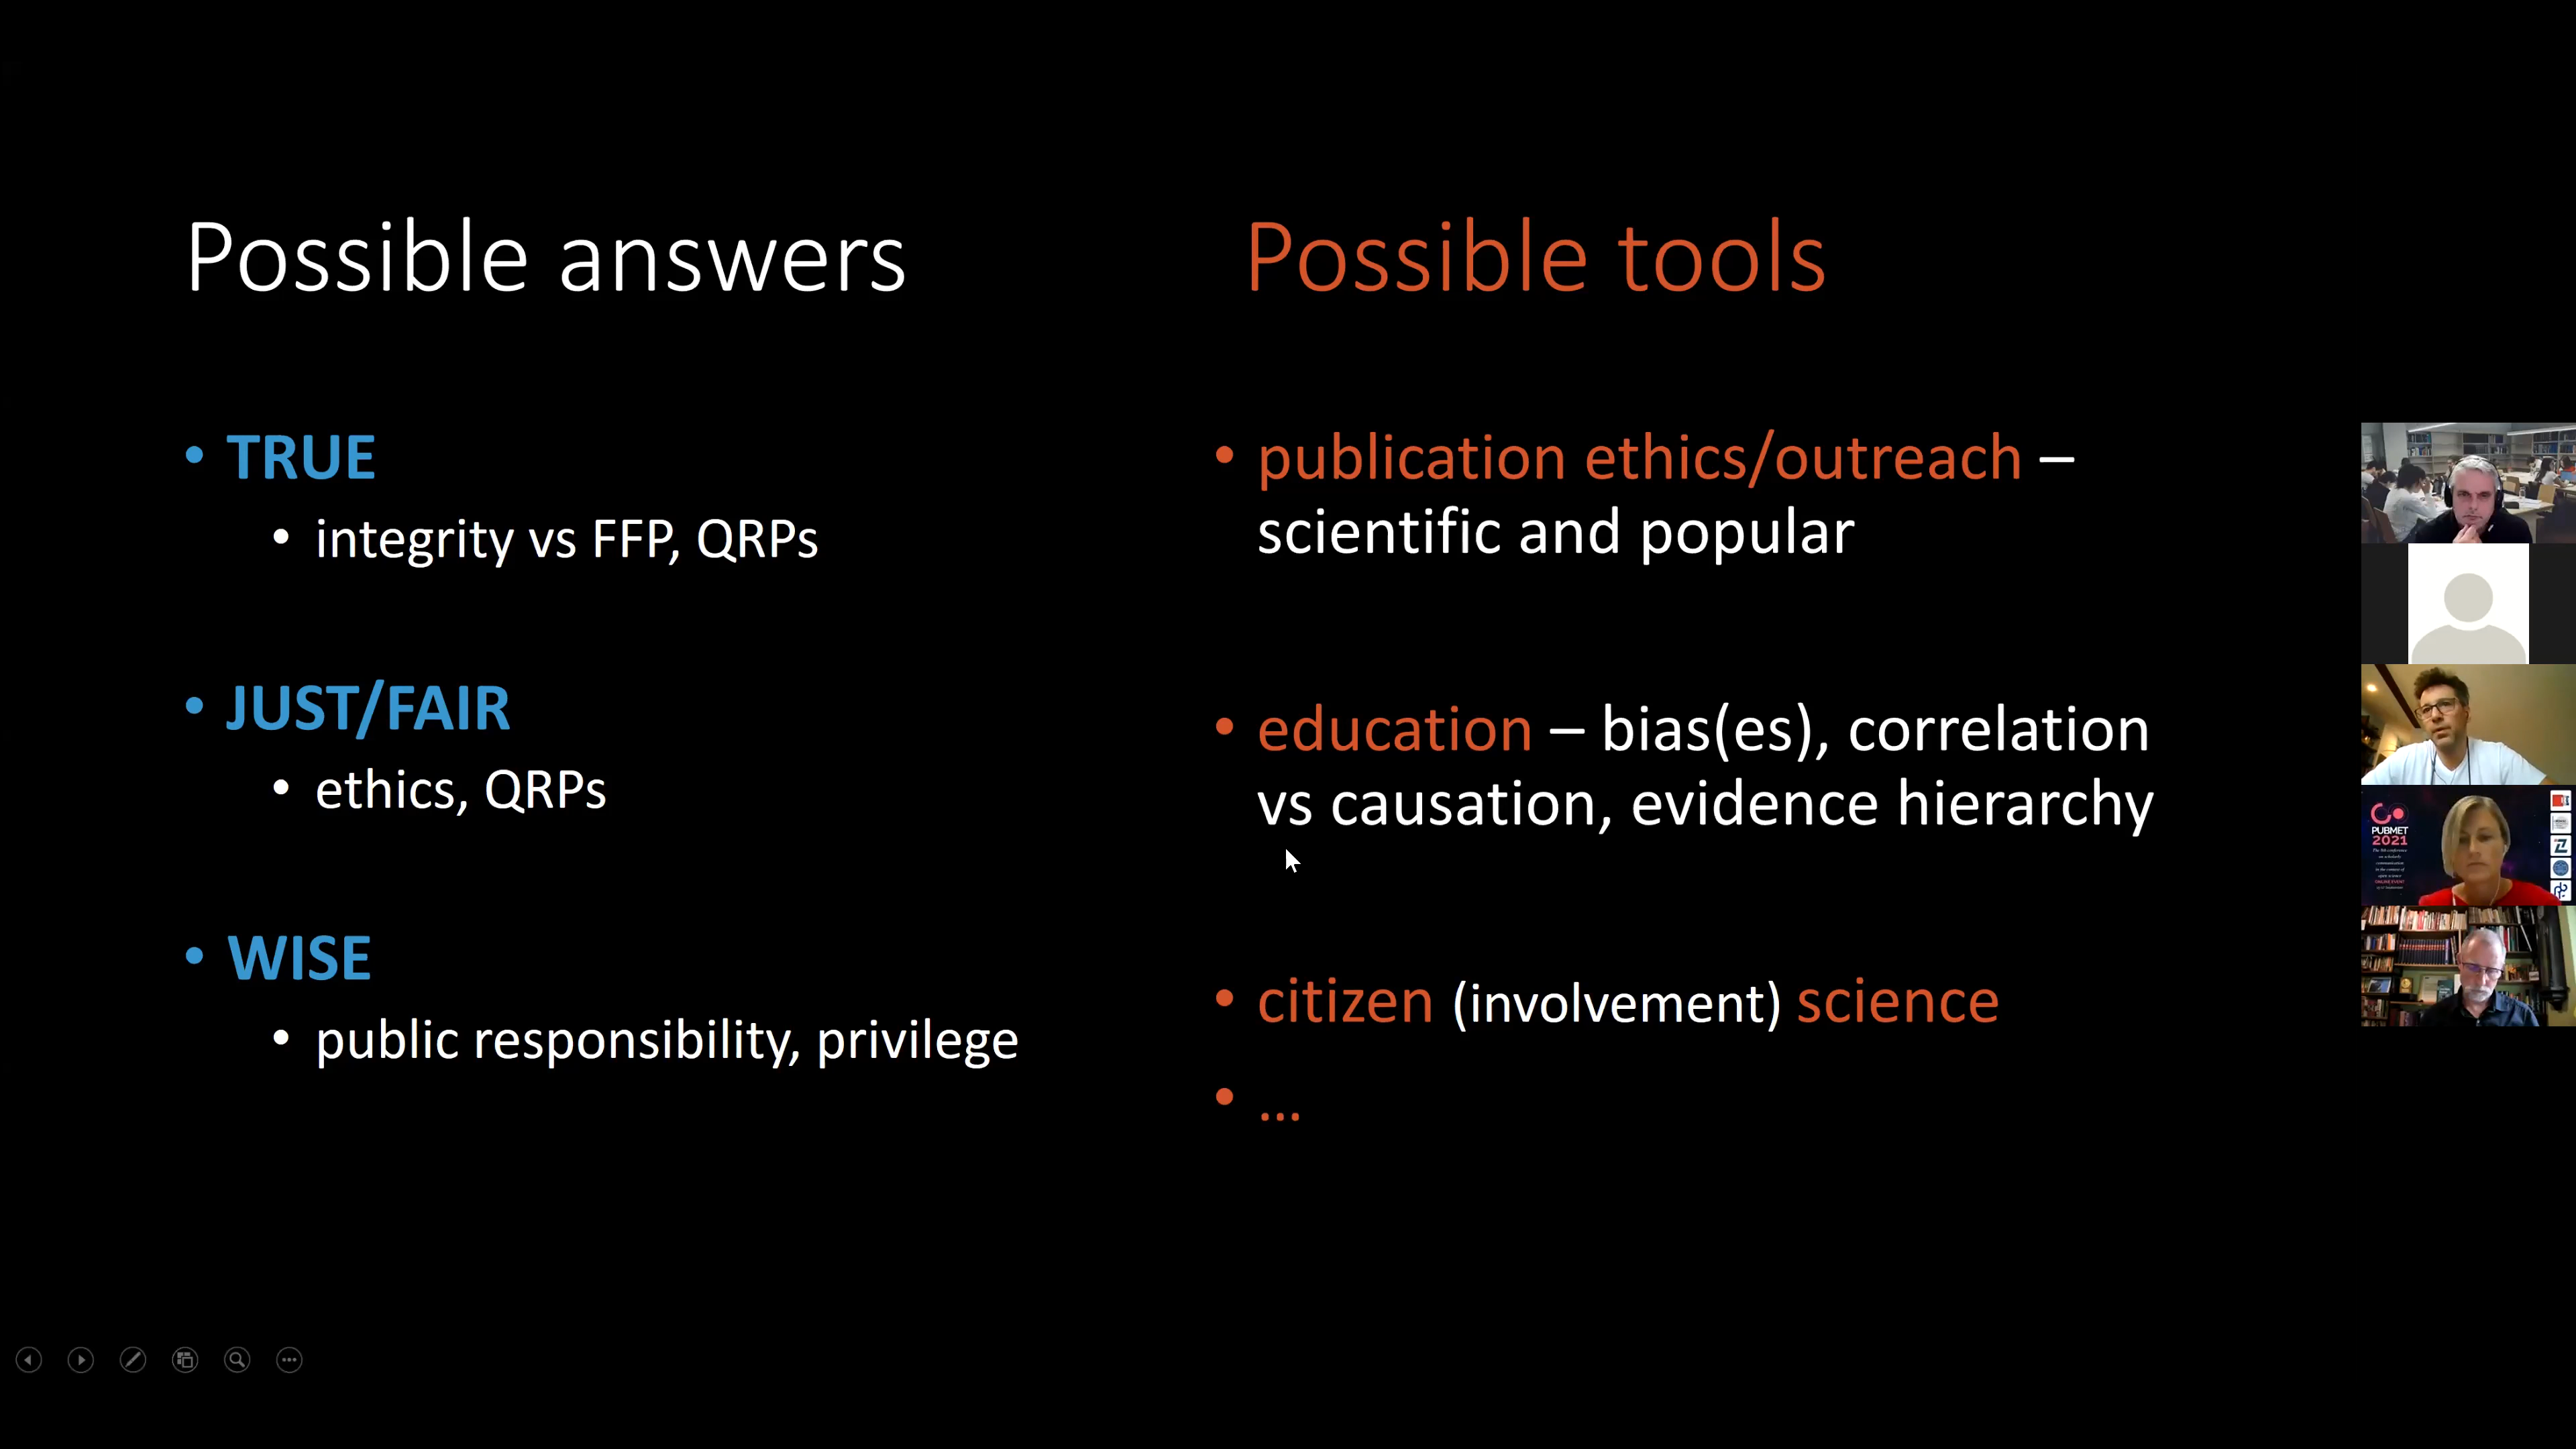 Possible answers
• TRUE
• integrity vs FFP, QRPs
• JUST/FAIR
• ethics, QRPs
• WISE
• public responsibility, privilege
Possible tools
• publication ethics/outreach –
scientific and popular
• education – bias(es), correlation
vs causation, evidence hierarchy
• citizen (involvement) science
• ...
PUBMET
2021